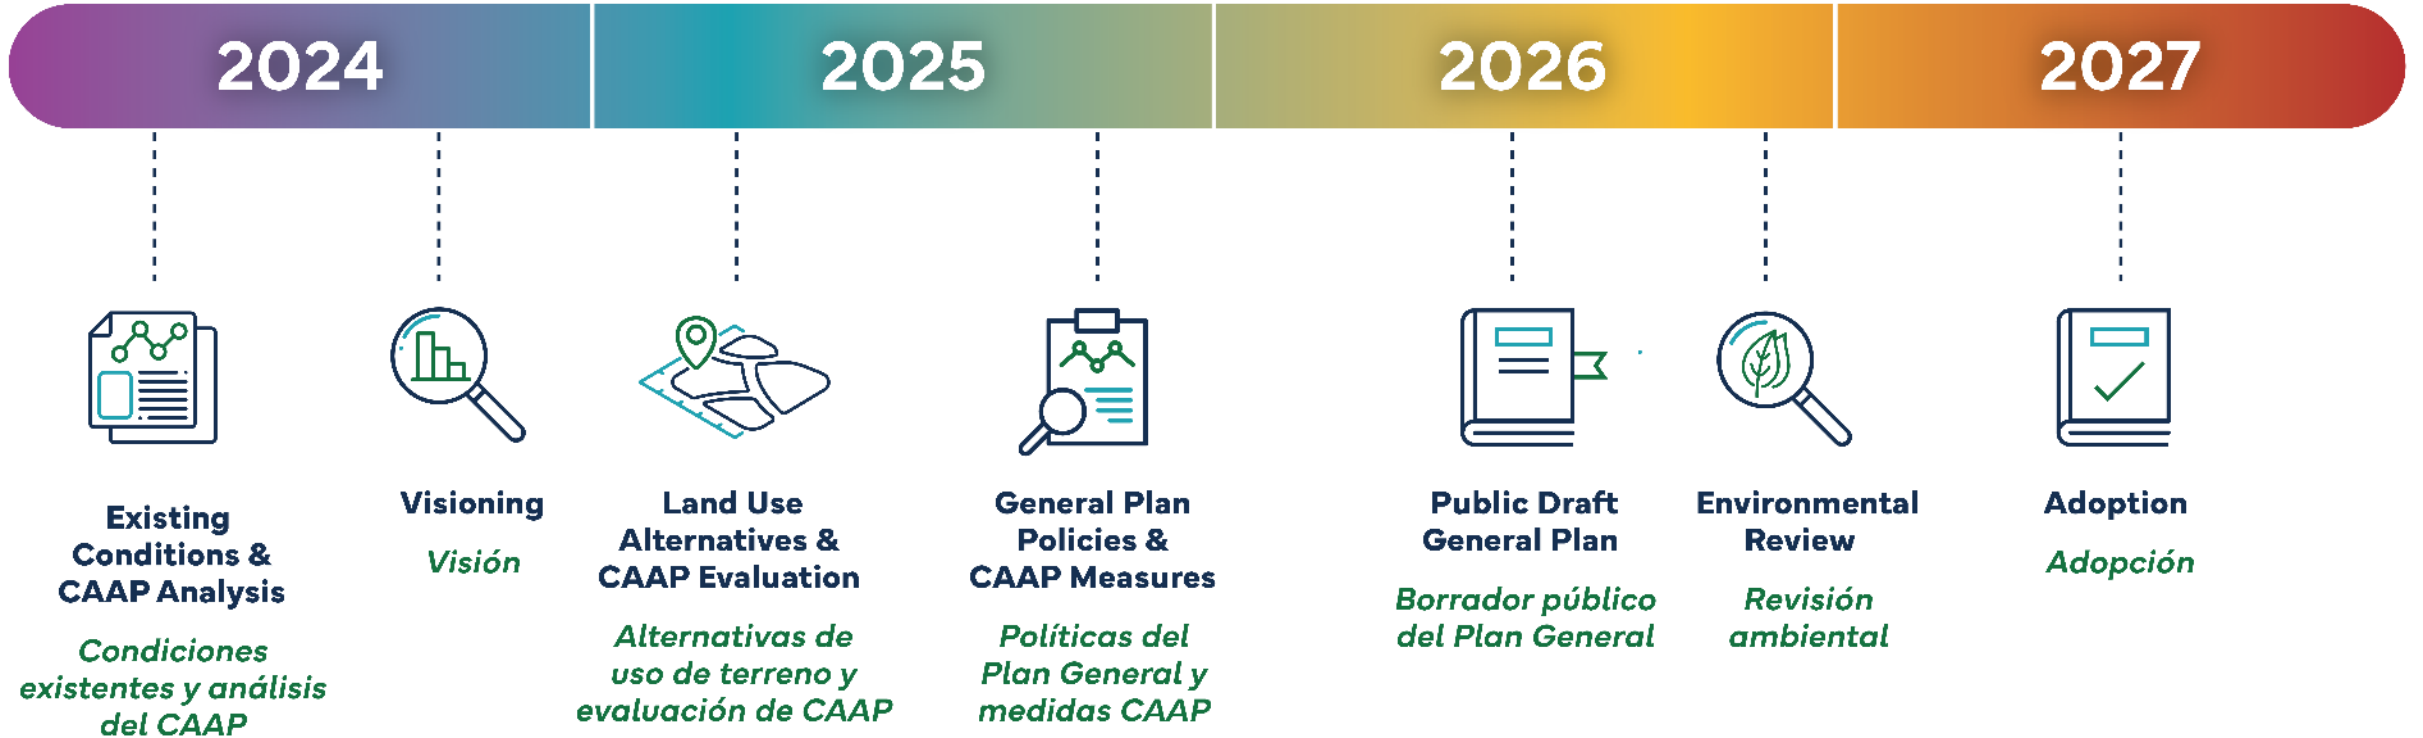 2024
2025
2026
2027
Existing
Conditions &
CAAP Analysis
Condiciones
existentes y análisis
del CAAP
Visioning
Visión
Land Use
Alternatives &
CAAP Evaluation
Alternativas de
uso de terreno y
evaluación de CAAP
General Plan
Policies &
CAAP Measures
Políticas del
Plan General y
medidas CAAP
Public Draft
General Plan
Borrador público
del Plan General
Environmental
Review
Revisión
ambiental
Adoption
Adopción